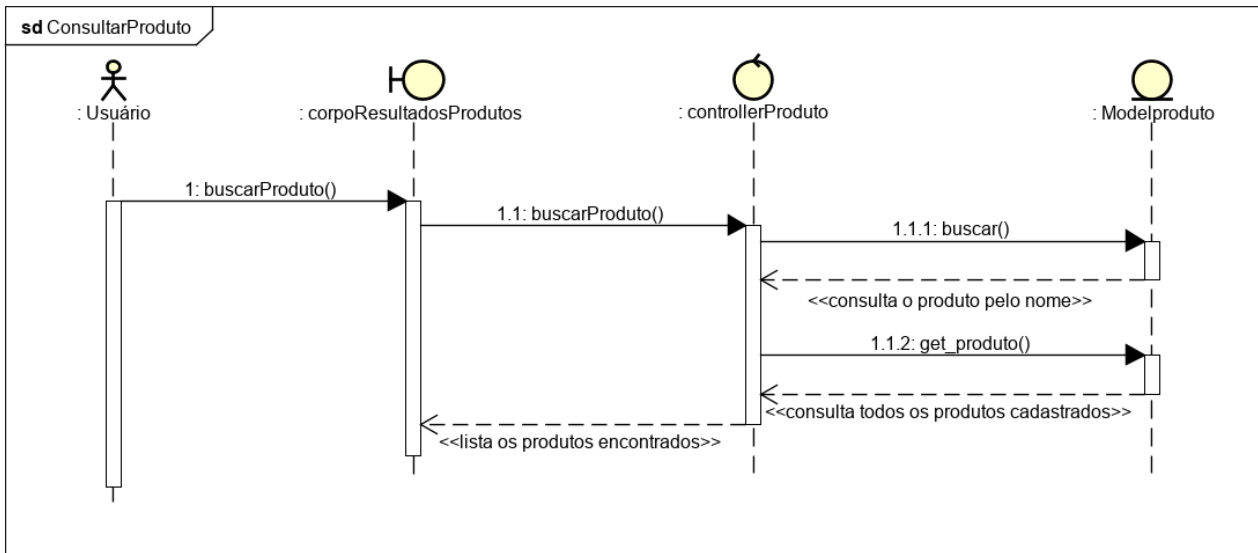 sd ConsultarProduto
: Usuário
: corpoResultadosProdutos
: controllerProduto
: Modelproduto
1: buscarProduto()
1.1: buscarProduto()
1.1.1: buscar()
<<consulta o produto pelo nome>>
1.1.2: get_produto()
<<consulta todos os produtos cadastrados>>
<<lista os produtos encontrados>>